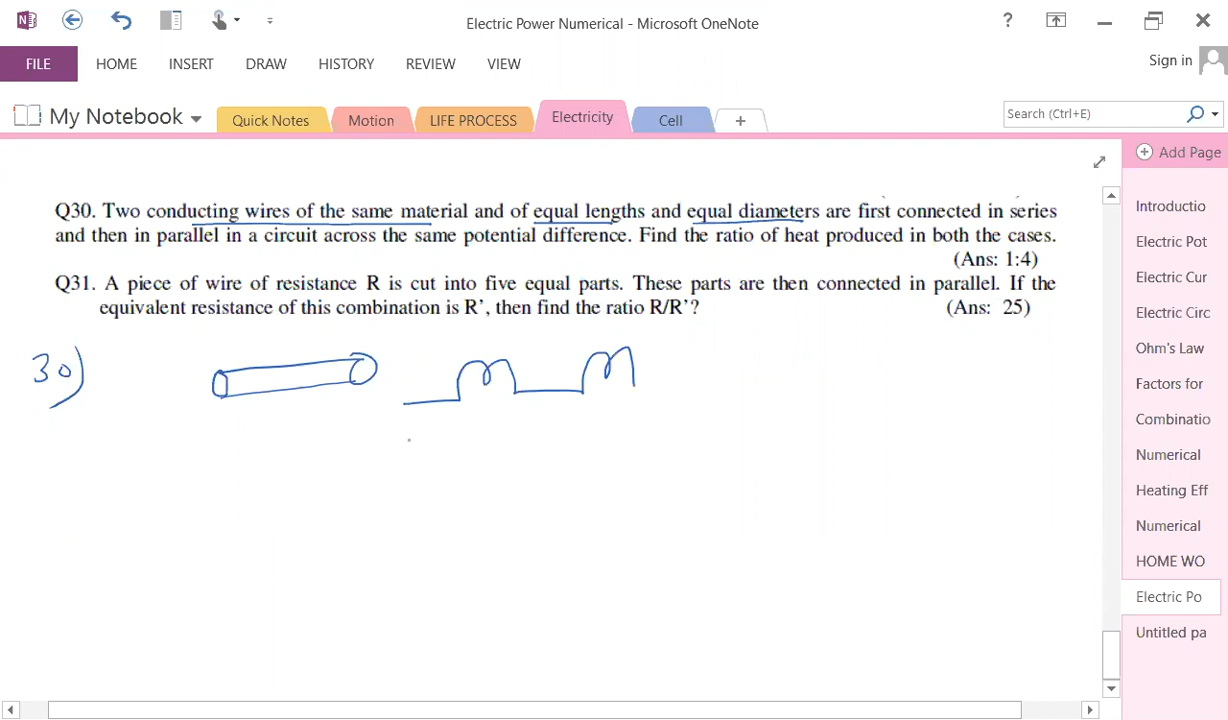 Electric Power Numerical - Microsoft OneNote
?
FILE
HOME
INSERT
DRAW
HISTORY
REVIEW
VIEW
Sign in
My Notebook
Quick Notes
Motion
LIFE PROCESS
Electricity
Cell
+
Search (Ctrl+E)
Add Page
Q30. Two conducting wires of the same material and of equal lengths and equal diameters are first connected in series
and then in parallel in a circuit across the same potential difference. Find the ratio of heat produced in both the cases.
(Ans: 1:4)
Q31. A piece of wire of resistance R is cut into five equal parts. These parts are then connected in parallel. If the
equivalent resistance of this combination is R', then find the ratio R/R'?
(Ans: 25)
30)
Introductio
Electric Pot
Electric Cur
Electric Circ
Ohm's Law
Factors for
Combinatio
Numerical
Heating Eff
Numerical
HOME WO
Electric Po
Untitled pa